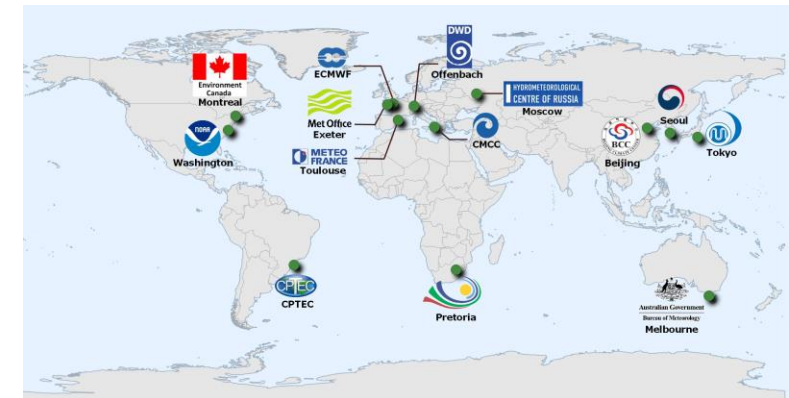 Environment
Canada
Montreal
NOAA
Washington
ECMWF
Met Office
Exeter
METEO
FRANCE
Toulouse
DWD
Offenbach
HYDROMETEOROLOGICAL
CENTRE OF RUSSIA
Moscow
CMCC
Seoul
BCC
Beijing
Tokyo
CPTEC
CPTEC
Pretoria
Australian Government
Bureau of Meteorology
Melbourne